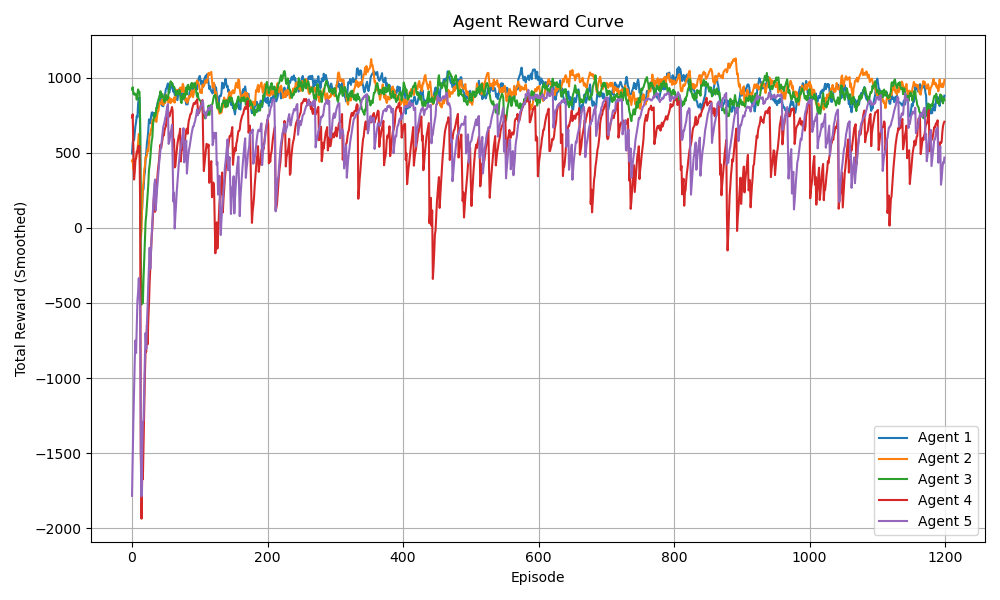 Agent Reward Curve
Total Reward (Smoothed)
1000
500
0
−500
−1000
−1500
−2000
0 200 400 600 800 1000 1200
Episode
Agent 1
Agent 2
Agent 3
Agent 4
Agent 5